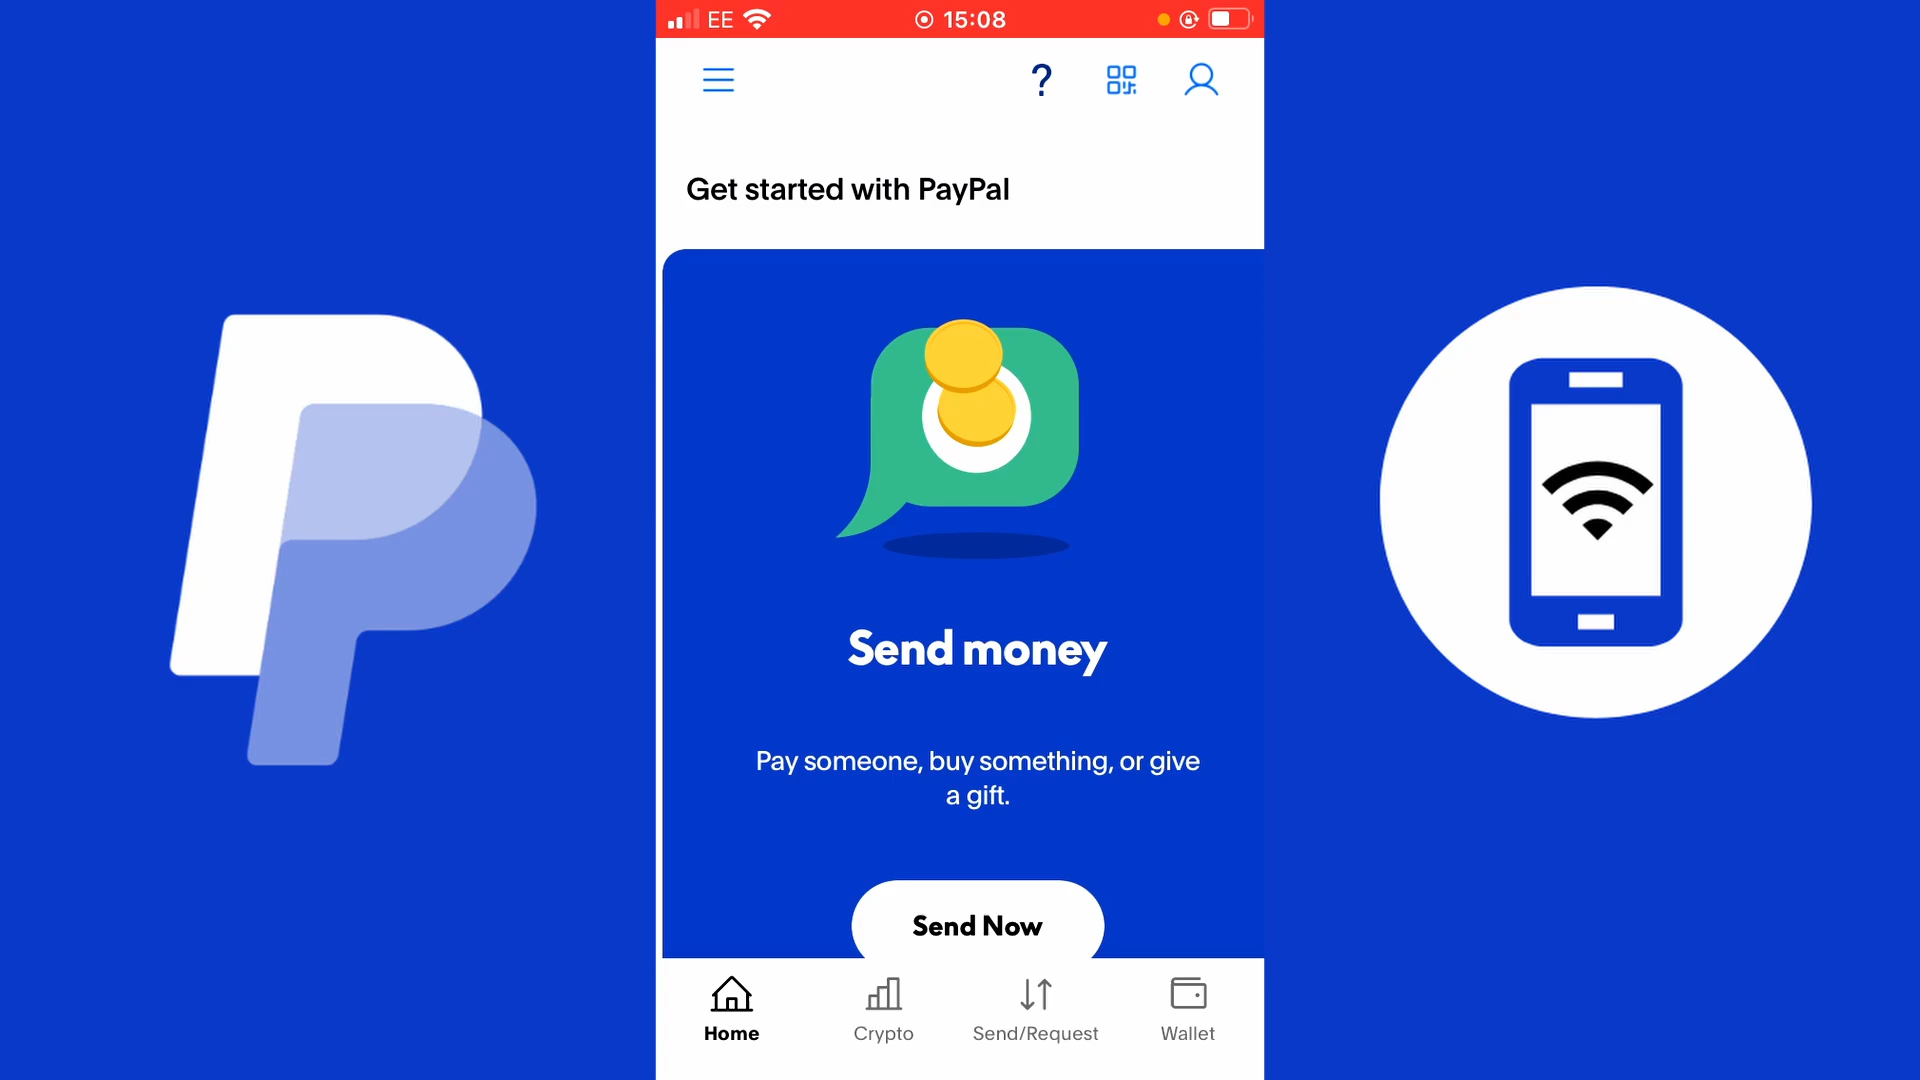 EE 15:08
?
Get started with PayPal
Send money
Pay someone, buy something, or give
a gift.
Send Now
Home Crypto Send/Request Wallet